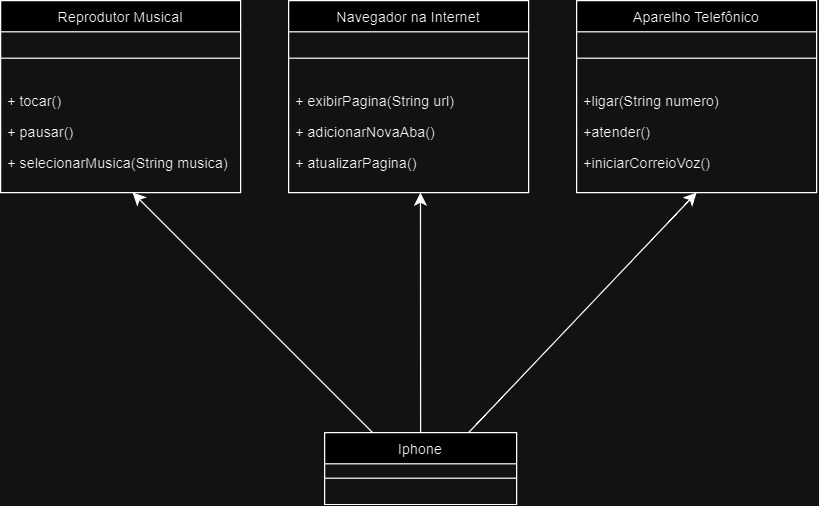 Reprodutor Musical
+ tocar()
+ pausar()
+ selecionarMusica(String musica)
Navegador na Internet
+ exibirPagina(String url)
+ adicionarNovaAba()
+ atualizarPagina()
Aparelho Telefônico
+ligar(String numero)
+atender()
+iniciarCorreioVoz()
Iphone